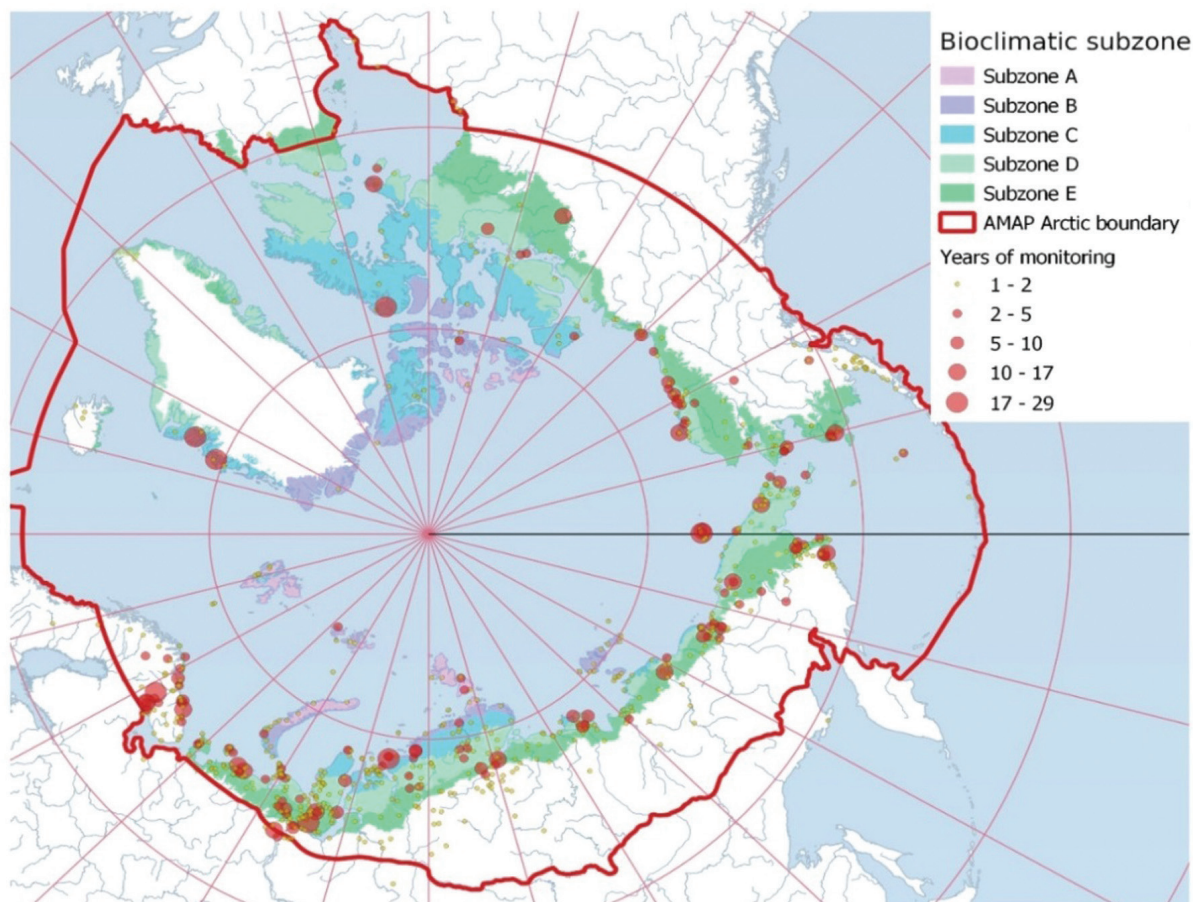 Bioclimatic subzone
Subzone A
Subzone B
Subzone C
Subzone D
Subzone E
AMAP Arctic boundary
Years of monitoring
1 - 2
2 - 5
5 - 10
10 - 17
17 - 29